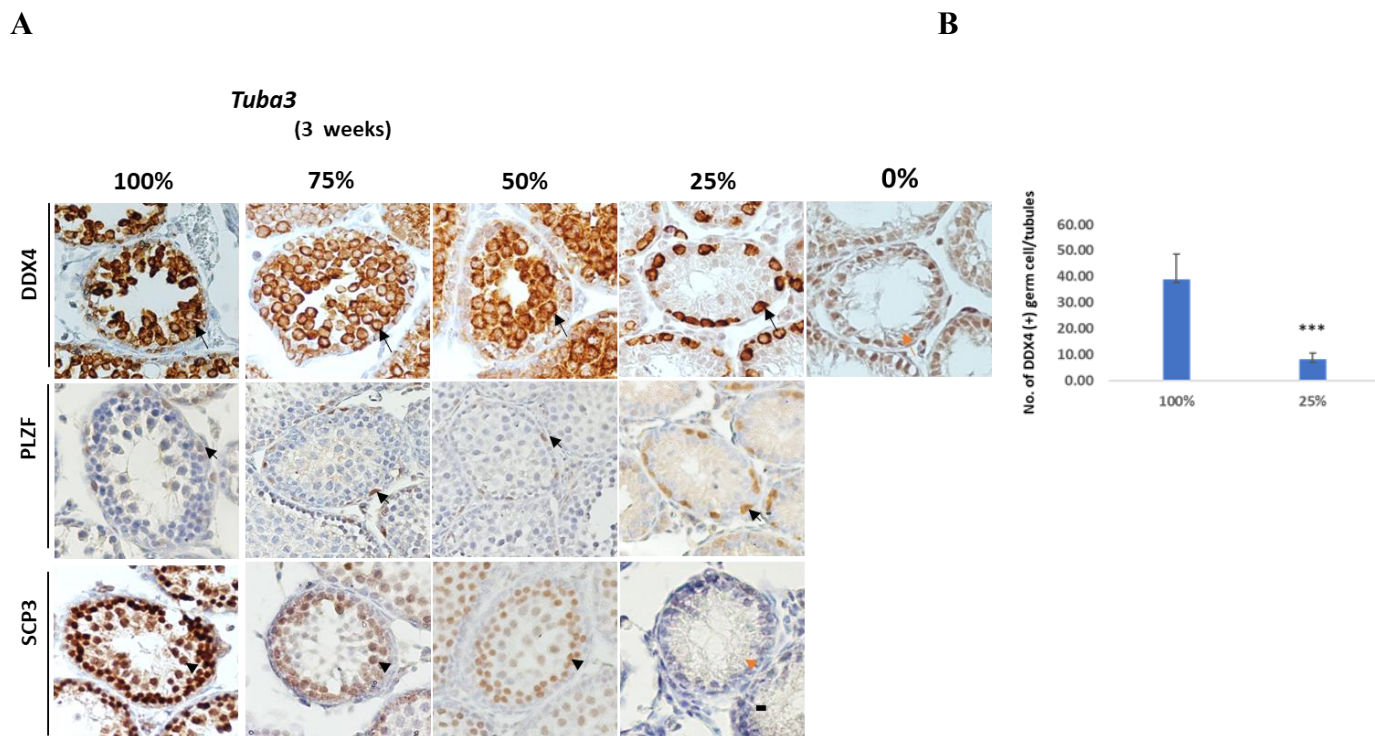 A
B
Tuba3
(3 weeks)
100%
75%
50%
25%
0%
DDX4
PLZF
SCP3
No. of DDX4 (+) germ cell/tubules
60.00
50.00
40.00
30.00
20.00
10.00
0.00
***
100%
25%